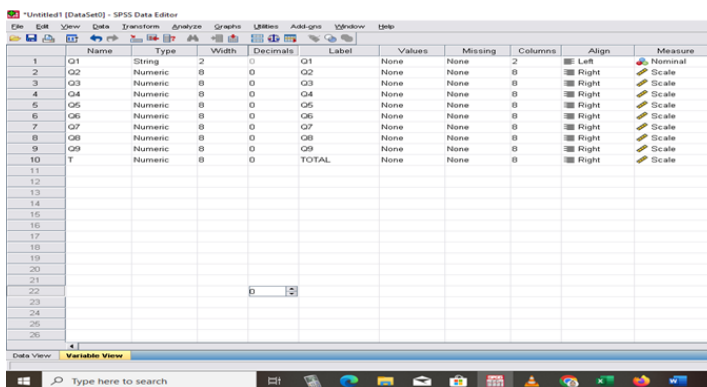 *Untitled1 [DataSet0] - SPSS Data Editor
File Edit View Data Transform Analyze Graphs Utilities Add-ons Window Help
Name Type Width Decimals Label Values Missing Columns Align Measure
1 Q1 String 2 0 Q1 None None 2 Left Nominal
2 Q2 Numeric 8 0 Q2 None None 8 Right Scale
3 Q3 Numeric 8 0 Q3 None None 8 Right Scale
4 Q4 Numeric 8 0 Q4 None None 8 Right Scale
5 Q5 Numeric 8 0 Q5 None None 8 Right Scale
6 Q6 Numeric 8 0 Q6 None None 8 Right Scale
7 Q7 Numeric 8 0 Q7 None None 8 Right Scale
8 Q8 Numeric 8 0 Q8 None None 8 Right Scale
9 Q9 Numeric 8 0 Q9 None None 8 Right Scale
10 T Numeric 8 0 TOTAL None None 8 Right Scale
11
12
13
14
15
16
17
18
19
20
21
22 0
23
24
25
26
Data View Variable View
Type here to search